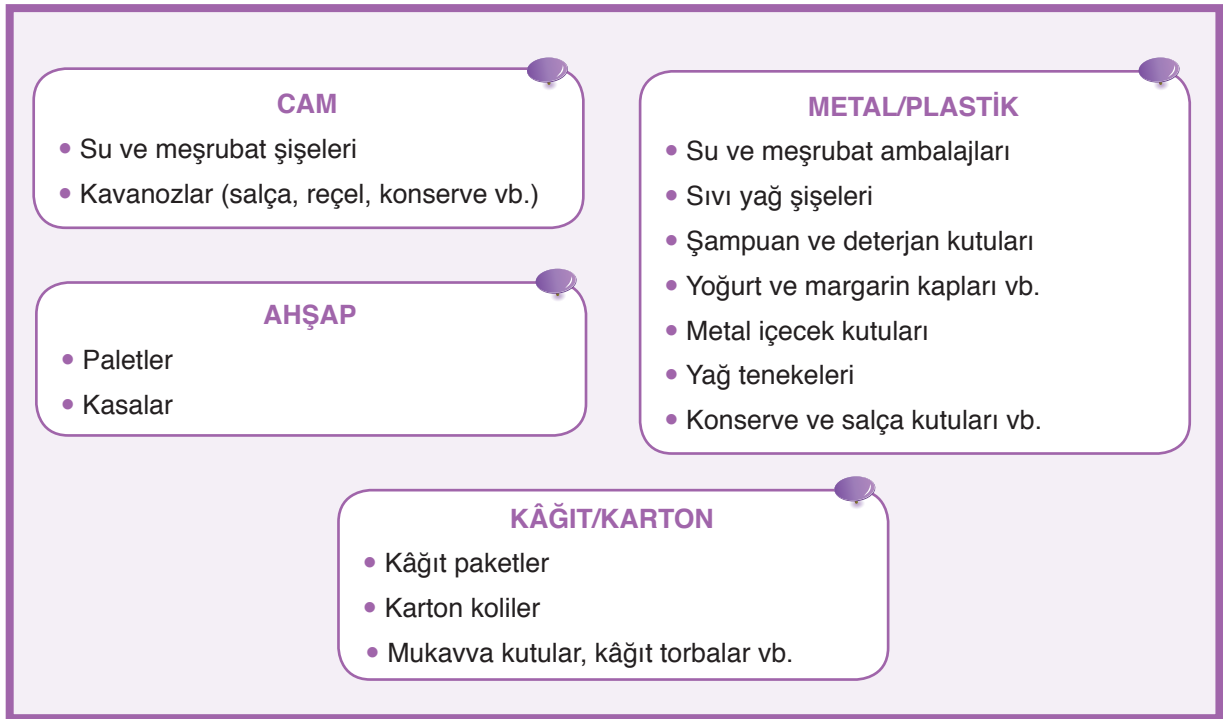 CAM
• Su ve meşrubat şişeleri
• Kavanozlar (salça, reçel, konserve vb.)
AHŞAP
• Paletler
• Kasalar
METAL/PLASTİK
• Su ve meşrubat ambalajları
• Sıvı yağ şişeleri
• Şampuan ve deterjan kutuları
• Yoğurt ve margarin kapları vb.
• Metal içecek kutuları
• Yağ tenekeleri
• Konserve ve salça kutuları vb.
KÂĞIT/KARTON
• Kâğıt paketler
• Karton koliler
• Mukavva kutular, kâğıt torbalar vb.